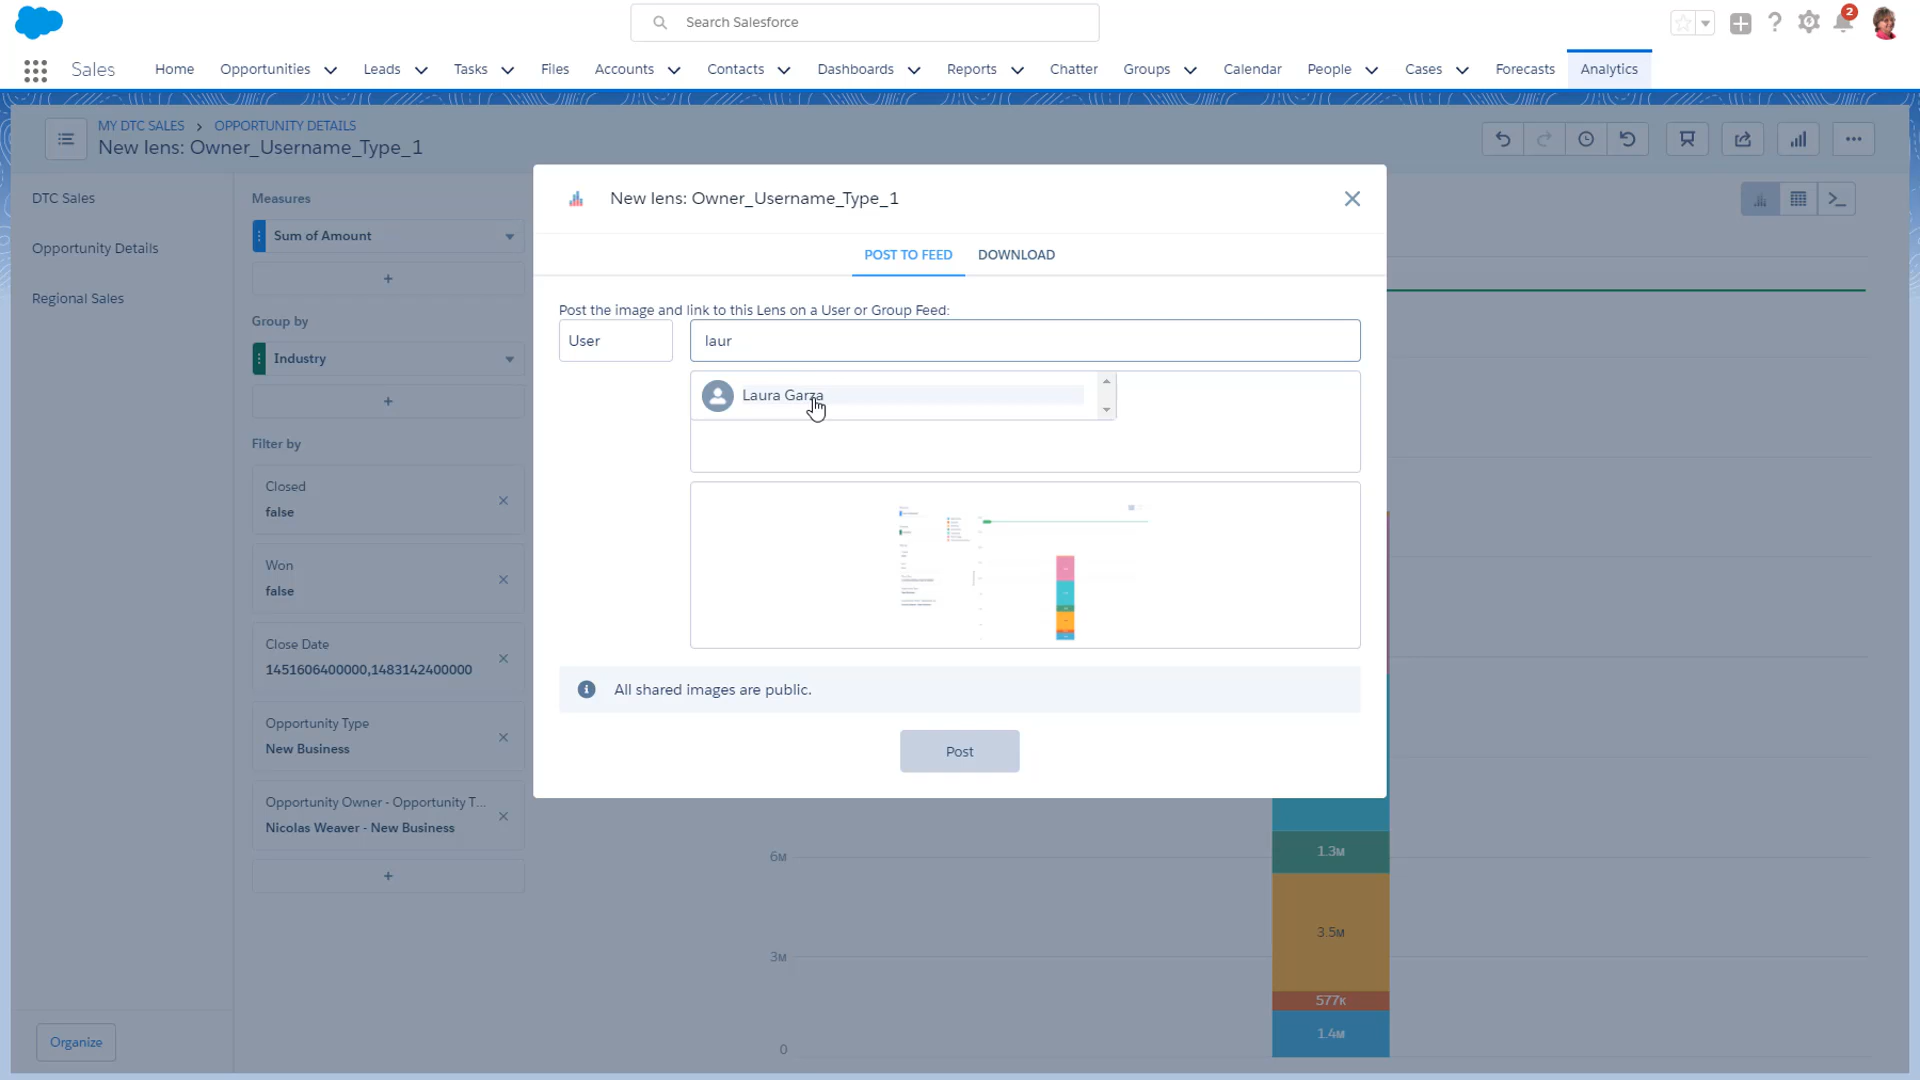 Search Salesforce
2
Sales
Home
Opportunities
Leads
Tasks
Files
Accounts
Contacts
Dashboards
Reports
Chatter
Groups
Calendar
People
Cases
Forecasts
Analytics
MY DTC SALES > OPPORTUNITY DETAILS
New lens: Owner_Username_Type_1
DTC Sales
Opportunity Details
Regional Sales
Organize
Measures
Sum of Amount
+
Group by
Industry
+
Filter by
Closed
false
Won
false
Close Date
1451606400000,1483142400000
Opportunity Type
New Business
Opportunity Owner - Opportunity T...
Nicolas Weaver - New Business
+
New lens: Owner_Username_Type_1
POST TO FEED
DOWNLOAD
Post the image and link to this Lens on a User or Group Feed:
User
laur
Laura Garza
All shared images are public.
Post
6M
3M
0
1.3M
3.5M
577K
1.4M